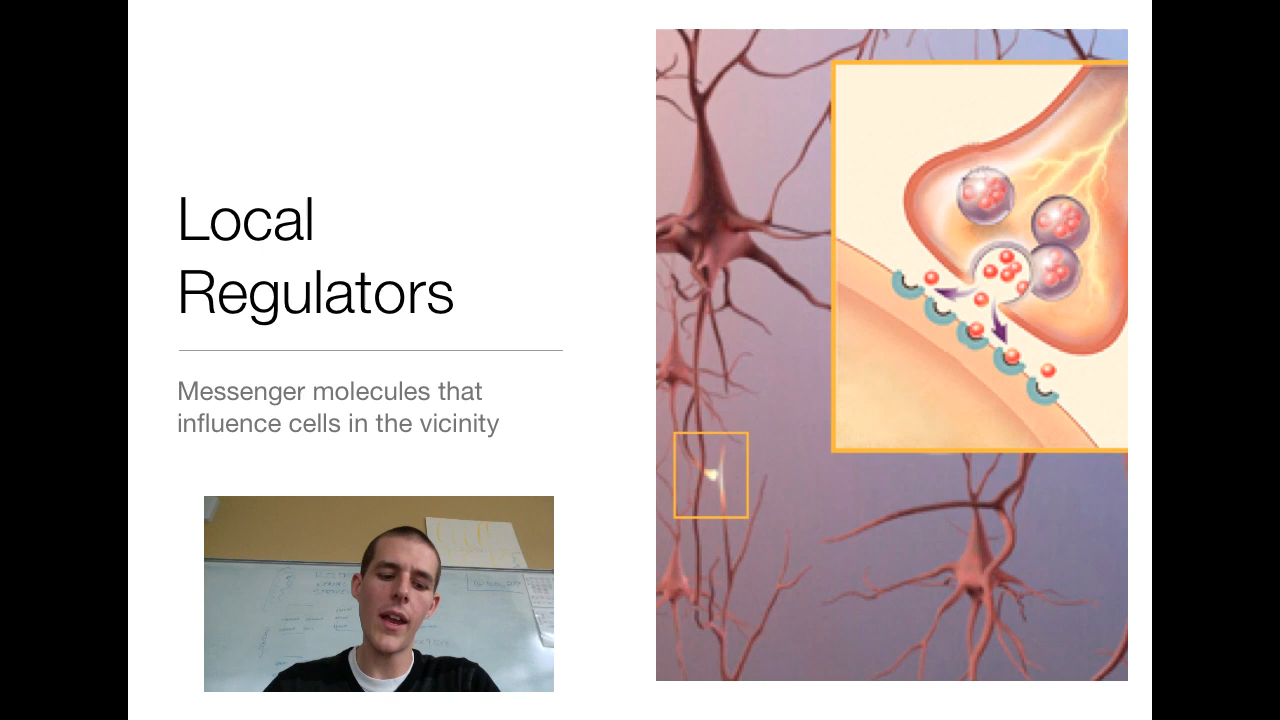 Local
Regulators
Messenger molecules that
influence cells in the vicinity